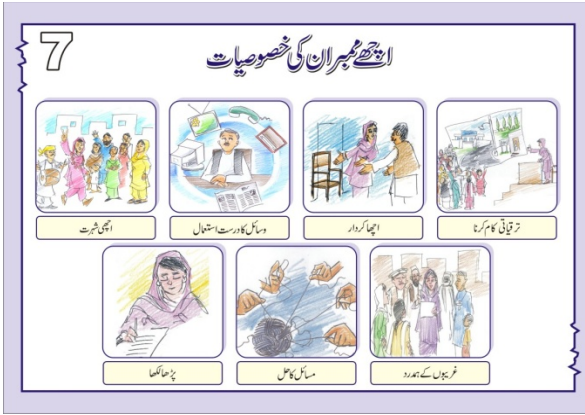 7
اچھے ممبران کی خصوصیات
ترقیاتی کام کرنا
اچھا کردار
وسائل کا درست استعمال
اچھی شہرت
غریبوں کے ہمدرد
مسائل کا حل
پڑھا لکھا